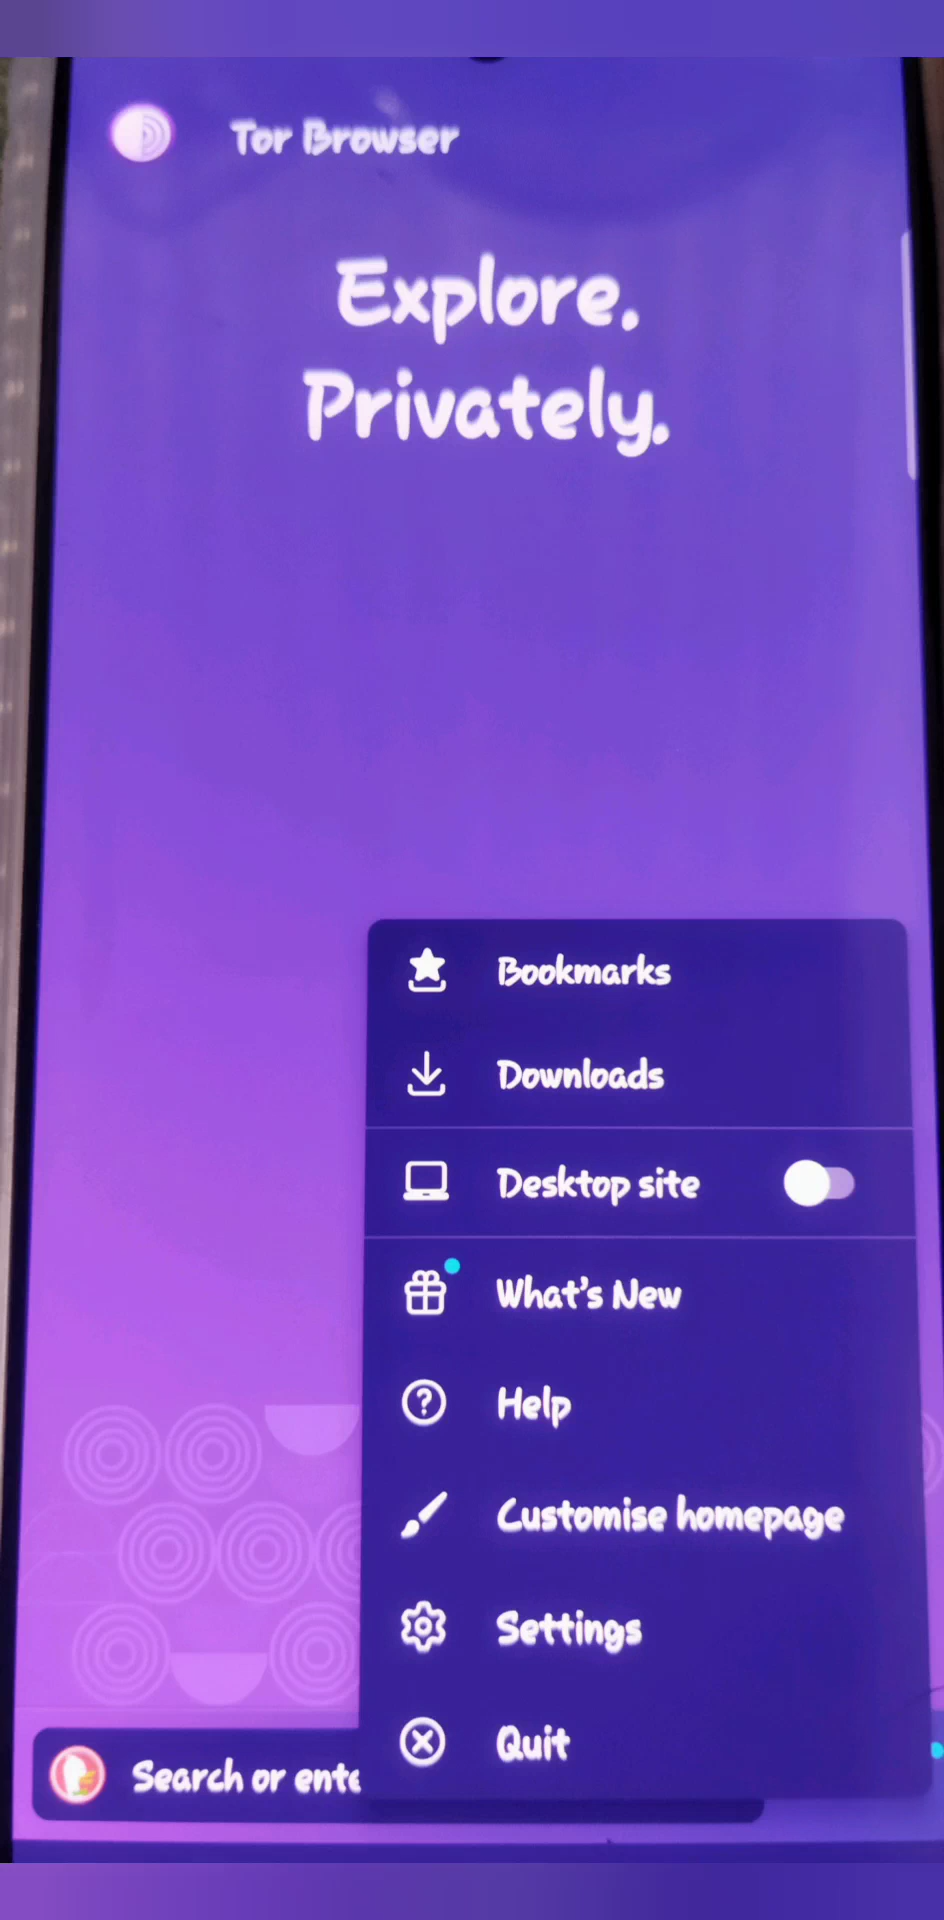 Tor Browser
Explore.
Privately.
Bookmarks
Downloads
Desktop site
What's New
Help
Customise homepage
Settings
Quit
Search or ente